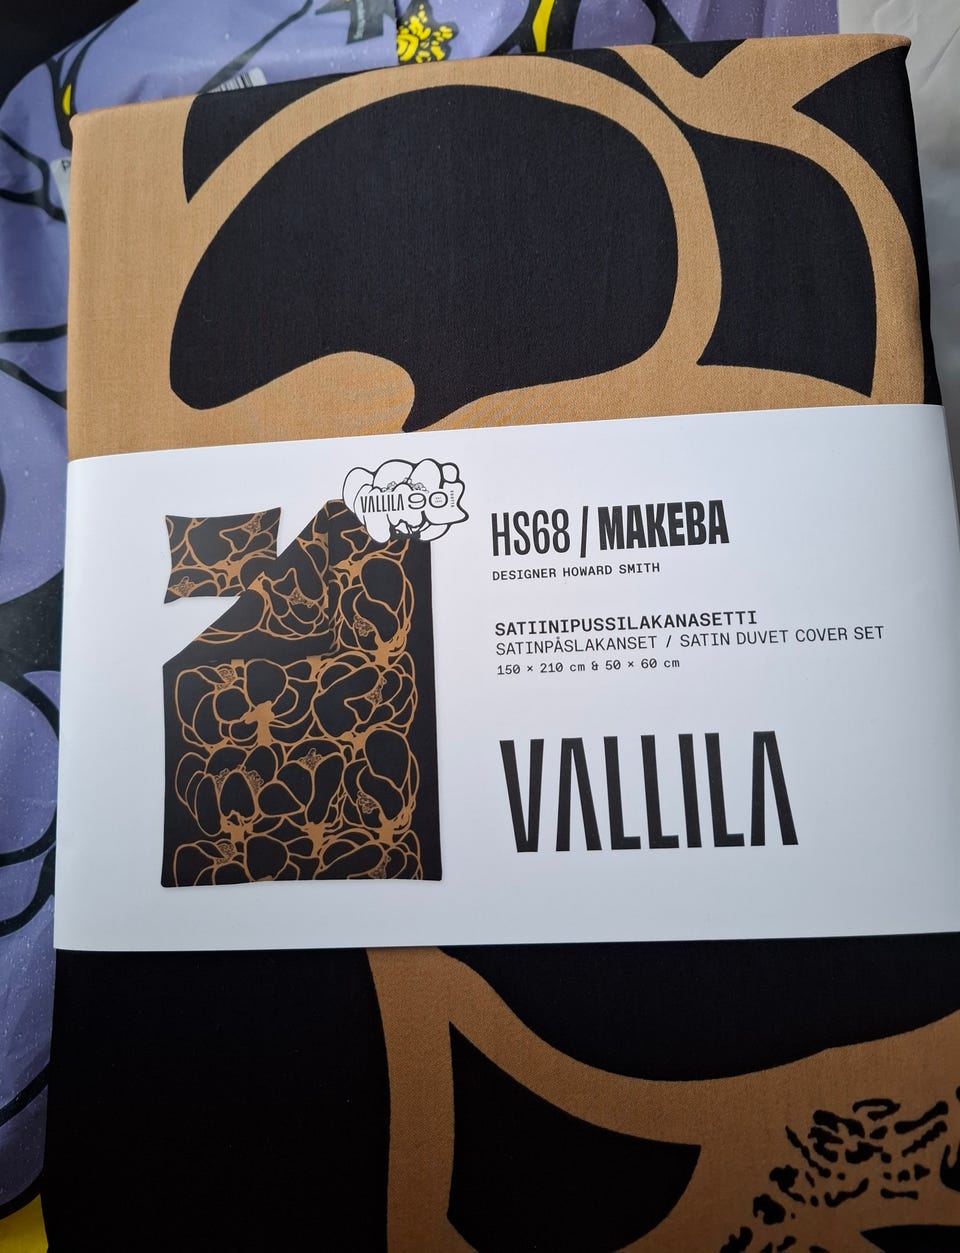 VALLILA 90
HS68 / MAKEBA
DESIGNER HOWARD SMITH
SATIINIPUSSILAKANASETTI
SATINPÅSLAKANSET / SATIN DUVET COVER SET
150 × 210 cm & 50 × 60 cm
VALLILA